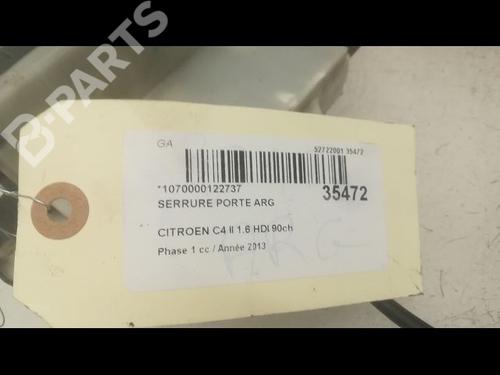 B-PARTS
GA
52722001 35472
*1070000122737
35472
SERRURE PORTE ARG
CITROEN C4 II 1.6 HDI 90ch
Phase 1 cc / Année 2013
ARG